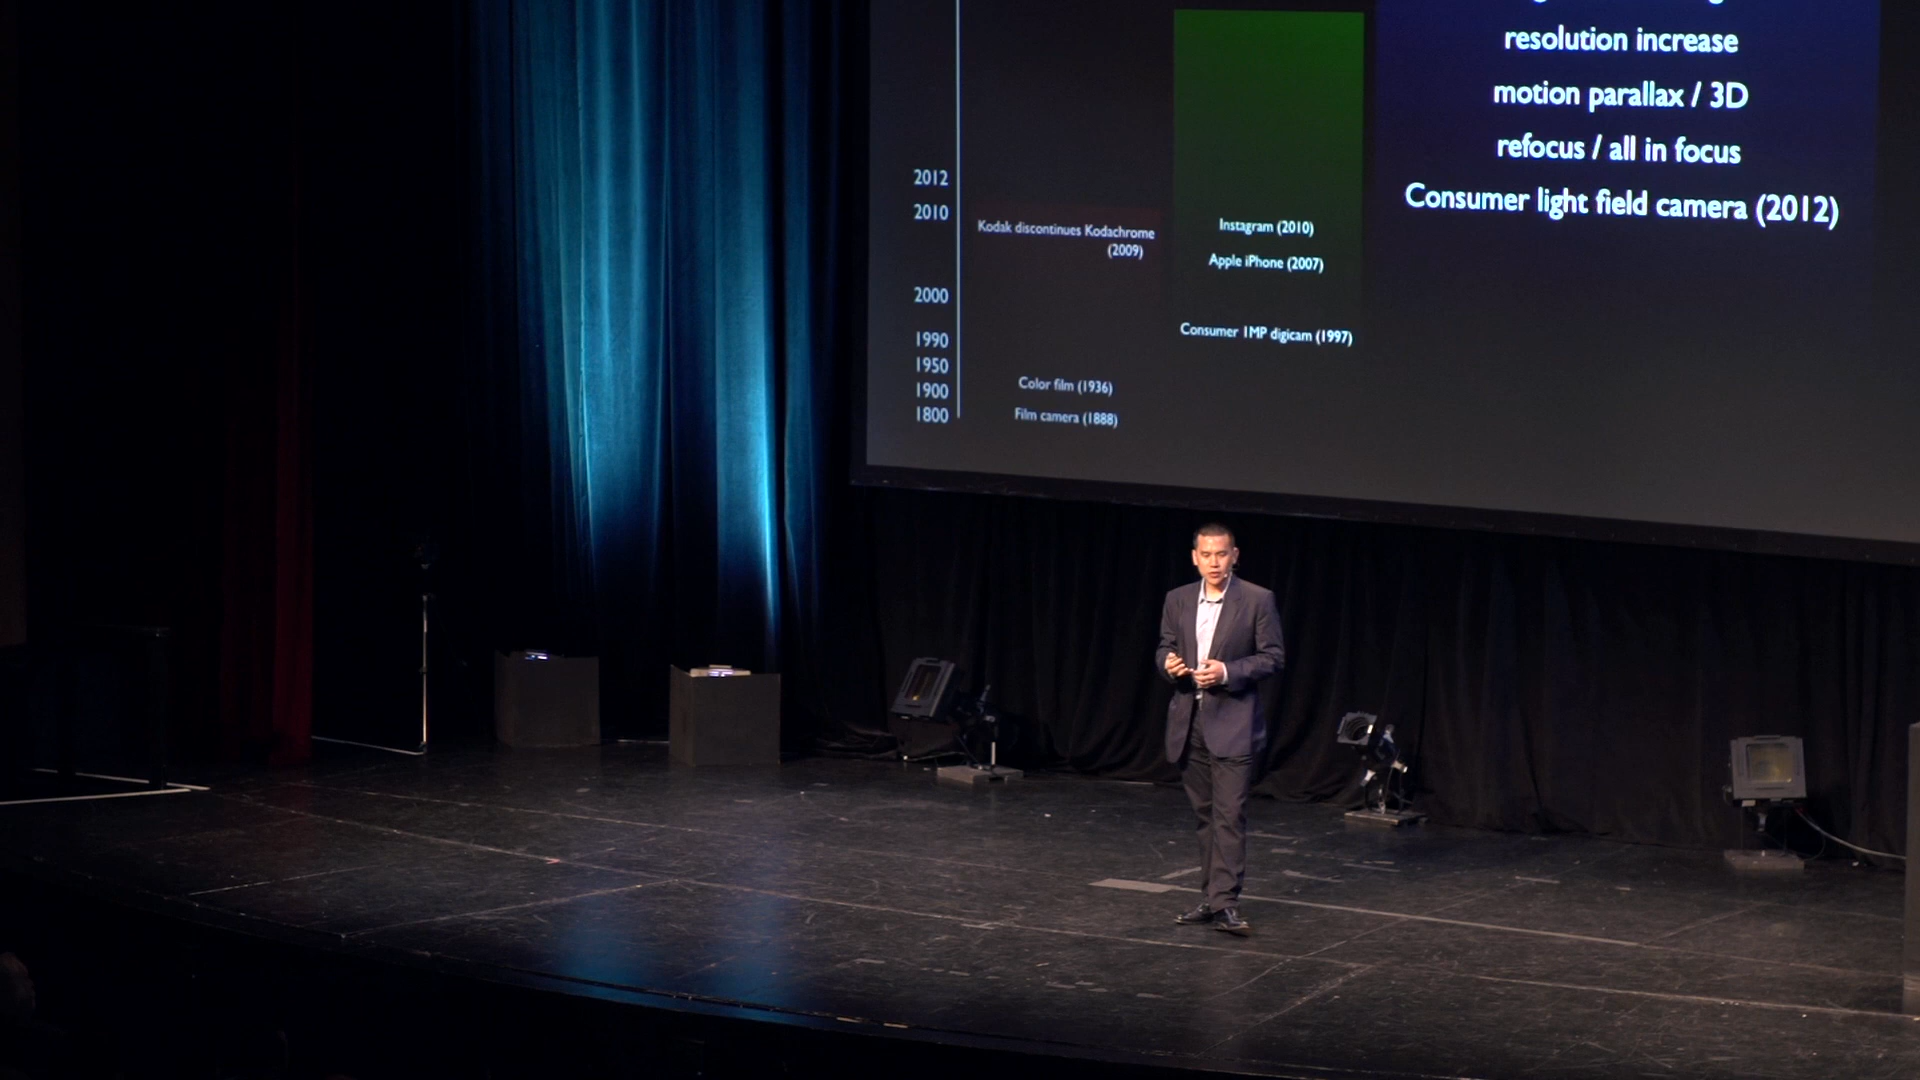 resolution increase
motion parallax / 3D
refocus / all in focus
Consumer light field camera (2012)
2012
2010
2000
1990
1950
1900
1800
Kodak discontinues Kodachrome
(2009)
Color film (1936)
Film camera (1888)
Instagram (2010)
Apple iPhone (2007)
Consumer 1MP digicam (1997)